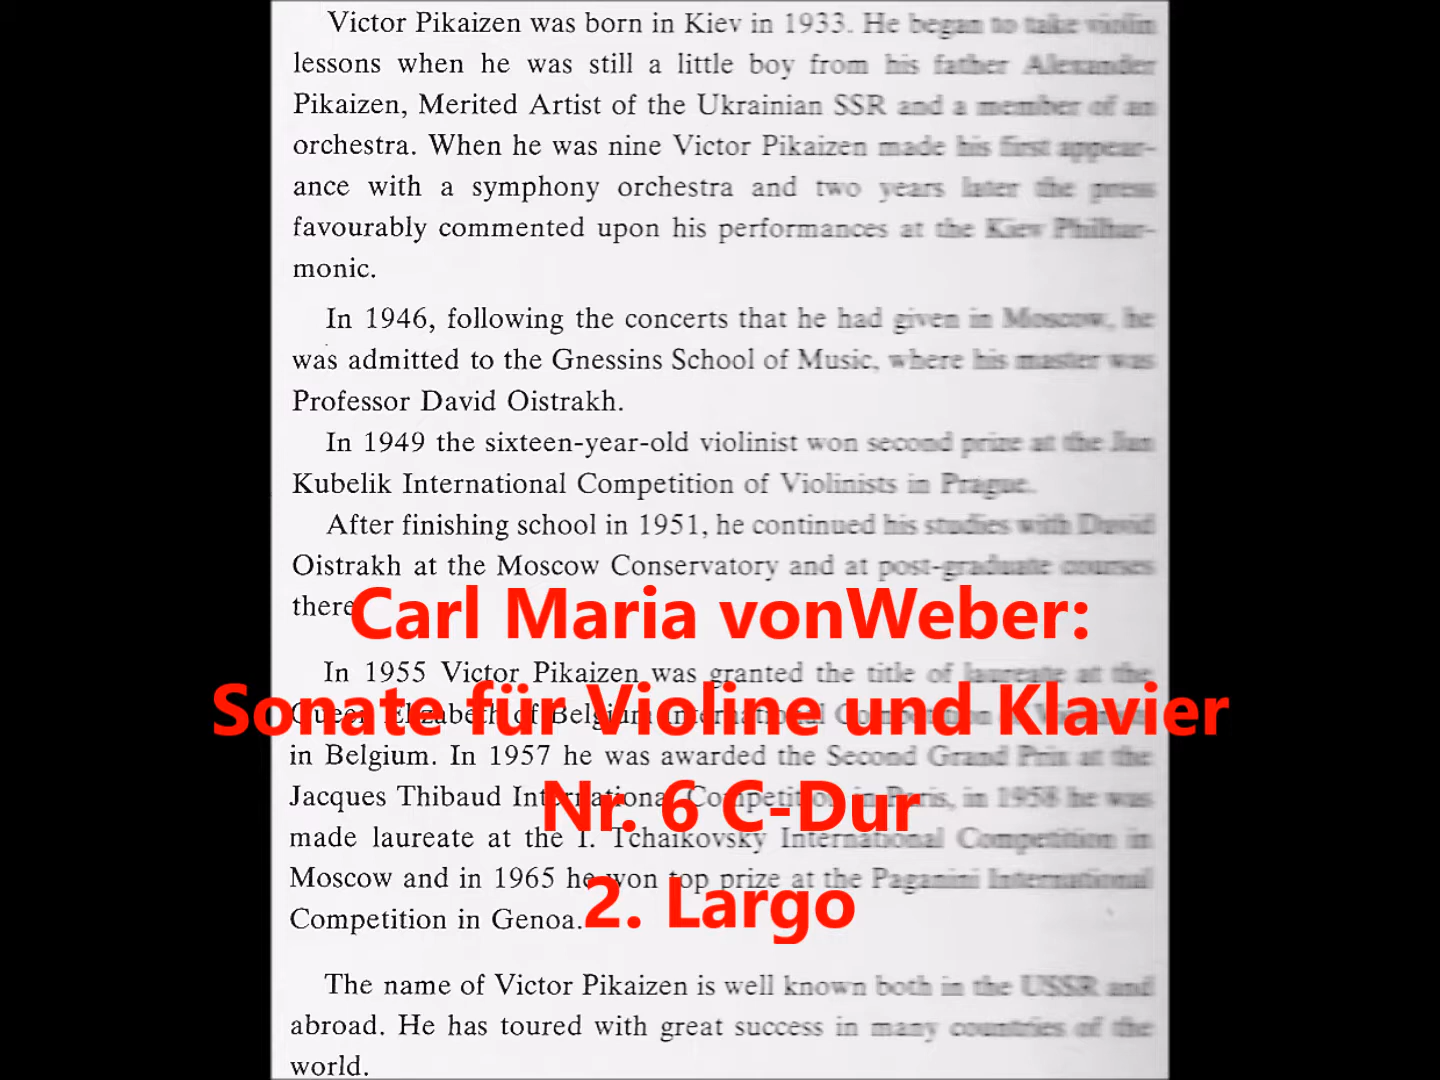 Victor Pikaizen was born in Kiev in 1933. He began to take violin
lessons when he was still a little boy from his father Alexander
Pikaizen, Merited Artist of the Ukrainian SSR and a member of an
orchestra. When he was nine Victor Pikaizen made his first appear-
ance with a symphony orchestra and two years later the press
favourably commented upon his performances at the Kiev Philhar-
monic.
In 1946, following the concerts that he had given in Moscow, he
was admitted to the Gnessins School of Music, where his master was
Professor David Oistrakh.
In 1949 the sixteen-year-old violinist won second prize at the Jan
Kubelik International Competition of Violinists in Prague.
After finishing school in 1951, he continued his studies with David
Oistrakh at the Moscow Conservatory and at post-graduate courses
there
Carl Maria vonWeber:
In 1955 Victor Pikaizen was granted the title of laureate at the
Queen Elizabeth of Belgium International Competition
Sonate für Violine und Klavier
in Belgium. In 1957 he was awarded the Second Grand Prix at the
Jacques Thibaud International Competition in Paris, in 1958 he was
Nr. 6 C-Dur
made laureate at the I. Tchaikovsky International Competition in
Moscow and in 1965 he won top prize at the Paganini International
Competition in Genoa.
2. Largo
The name of Victor Pikaizen is well known both in the USSR and
abroad. He has toured with great success in many countries of the
world.